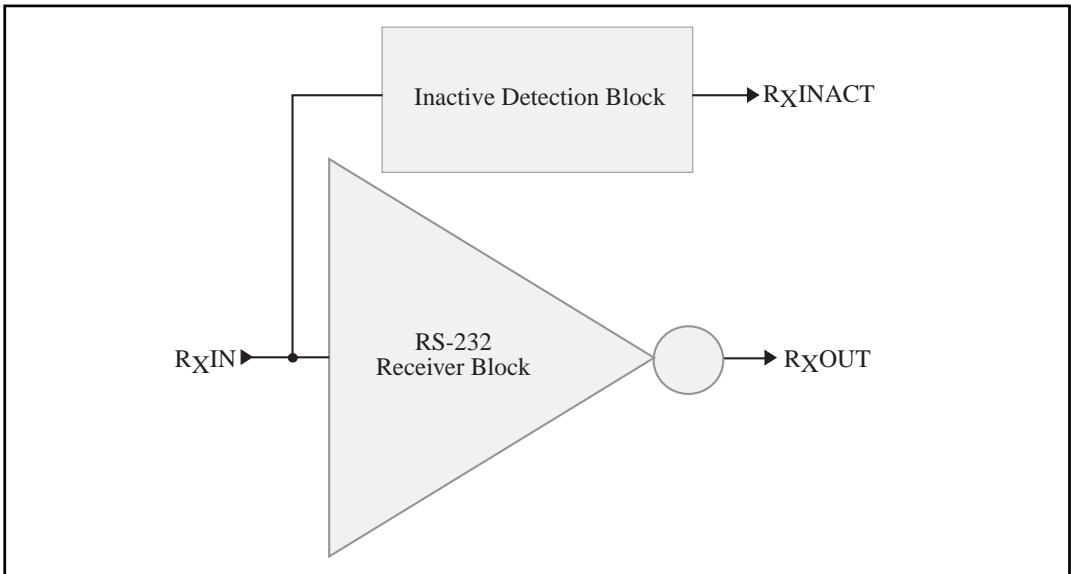 Inactive Detection Block
RXINACT
RXIN
RS-232
Receiver Block
RXOUT